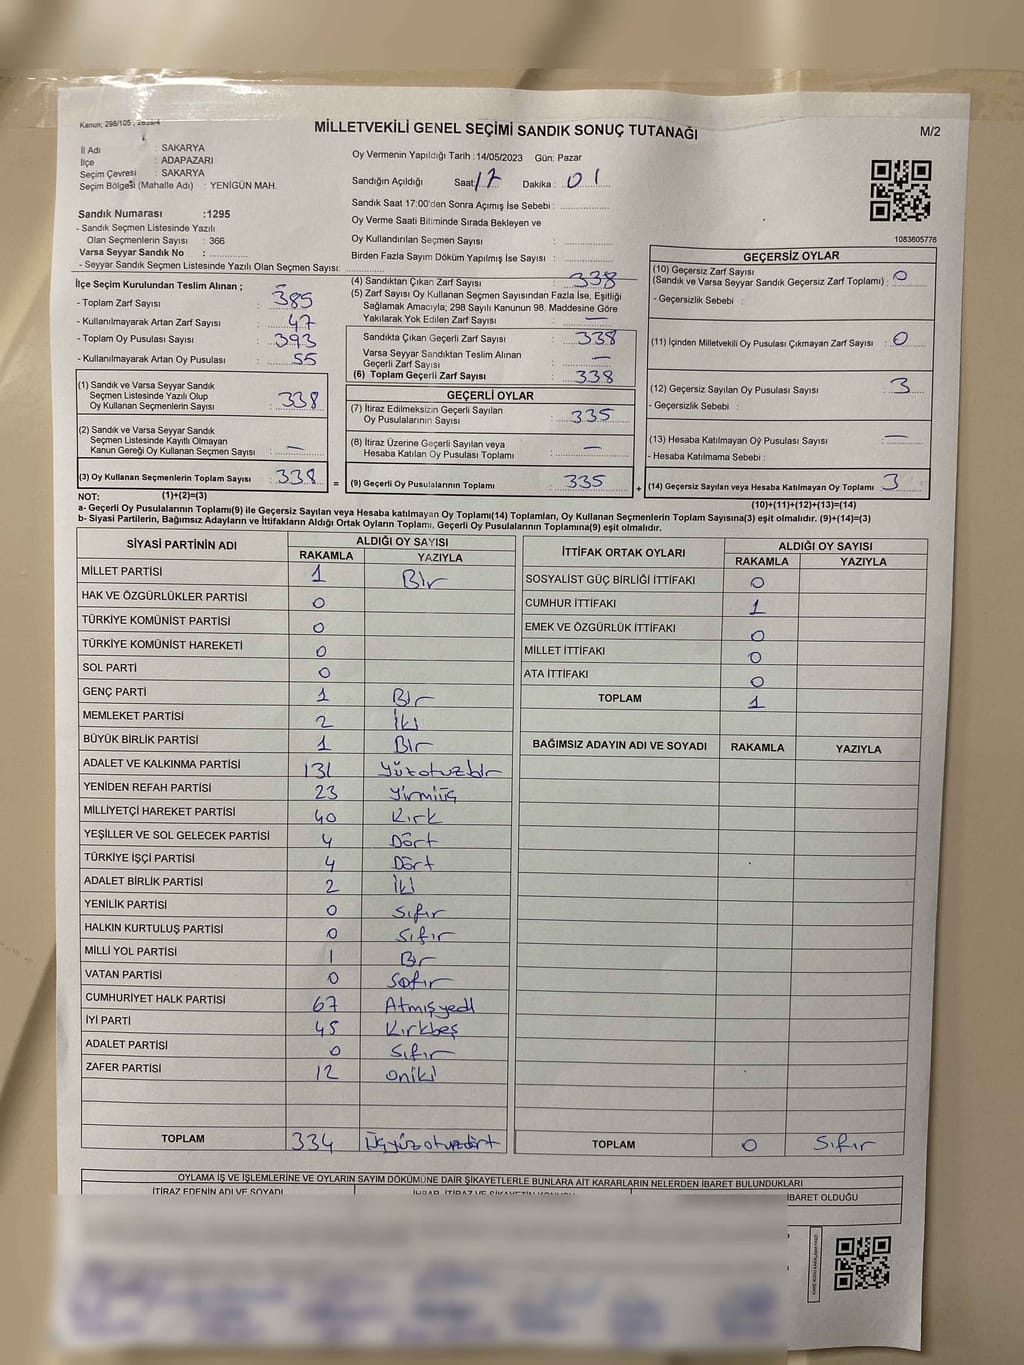 Kanun: 298/105
MİLLETVEKİLİ GENEL SEÇİMİ SANDIK SONUÇ TUTANAĞI
M/2
İl Adı : SAKARYA
İlçe : ADAPAZARI
Seçim Çevresi : SAKARYA
Seçim Bölgesi (Mahalle Adı) : YENİGÜN MAH.
Oy Vermenin Yapıldığı Tarih :14/05/2023 Gün: Pazar
Sandığın Açıldığı Saat: 17 Dakika : 01
Sandık Saat 17:00'den Sonra Açımış İse Sebebi :
Oy Verme Saati Bitiminde Sırada Bekleyen ve
Oy Kullandırılan Seçmen Sayısı :
Birden Fazla Sayım Döküm Yapılmış İse Sayısı :
Sandık Numarası :1295
- Sandık Seçmen Listesinde Yazılı
Olan Seçmenlerin Sayısı : 366
Varsa Seyyar Sandık No :
- Seyyar Sandık Seçmen Listesinde Yazılı Olan Seçmen Sayısı:
1083605776
İlçe Seçim Kurulundan Teslim Alınan ;
- Toplam Zarf Sayısı : 385
- Kullanılmayarak Artan Zarf Sayısı : 47
- Toplam Oy Pusulası Sayısı : 393
- Kullanılmayarak Artan Oy Pusulası : 55
(1) Sandık ve Varsa Seyyar Sandık
Seçmen Listesinde Yazılı Olup
Oy Kullanan Seçmenlerin Sayısı : 338
(2) Sandık ve Varsa Seyyar Sandık
Seçmen Listesinde Kayıtlı Olmayan
Kanun Gereği Oy Kullanan Seçmen Sayısı : —
(3) Oy Kullanan Seçmenlerin Toplam Sayısı : 338 =
(4) Sandıktan Çıkan Zarf Sayısı : 338
(5) Zarf Sayısı Oy Kullanan Seçmen Sayısından Fazla İse, Eşitliği
Sağlamak Amacıyla; 298 Sayılı Kanunun 98. Maddesine Göre
Yakılarak Yok Edilen Zarf Sayısı : —
Sandıkta Çıkan Geçerli Zarf Sayısı : 338
Varsa Seyyar Sandıktan Teslim Alınan
Geçerli Zarf Sayısı : —
(6) Toplam Geçerli Zarf Sayısı : 338
GEÇERLİ OYLAR
(7) İtiraz Edilmeksizin Geçerli Sayılan
Oy Pusulalarının Sayısı : 335
(8) İtiraz Üzerine Geçerli Sayılan veya
Hesaba Katılan Oy Pusulası Toplamı : —
(9) Geçerli Oy Pusulalarının Toplamı : 335 +
GEÇERSİZ OYLAR
(10) Geçersiz Zarf Sayısı
(Sandık ve Varsa Seyyar Sandık Geçersiz Zarf Toplamı) : 0
- Geçersizlik Sebebi :
(11) İçinden Milletvekili Oy Pusulası Çıkmayan Zarf Sayısı : 0
(12) Geçersiz Sayılan Oy Pusulası Sayısı : 3
- Geçersizlik Sebebi :
(13) Hesaba Katılmayan Oy Pusulası Sayısı : —
- Hesaba Katılmama Sebebi :
(14) Geçersiz Sayılan veya Hesaba Katılmayan Oy Toplamı : 3
NOT: (1)+(2)=(3)
(10)+(11)+(12)+(13)=(14)
a- Geçerli Oy Pusulalarının Toplamı(9) ile Geçersiz Sayılan veya Hesaba katılmayan Oy Toplamı(14) Toplamları, Oy Kullanan Seçmenlerin Toplam Sayısına(3) eşit olmalıdır. (9)+(14)=(3)
b- Siyasi Partilerin, Bağımsız Adayların ve İttifakların Aldığı Ortak Oyların Toplamı, Geçerli Oy Pusulalarının Toplamına(9) eşit olmalıdır.
SİYASİ PARTİNİN ADI ALDIĞI OY SAYISI
RAKAMLA YAZIYLA
MİLLET PARTİSİ 1 Bir
HAK VE ÖZGÜRLÜKLER PARTİSİ 0
TÜRKİYE KOMÜNİST PARTİSİ 0
TÜRKİYE KOMÜNİST HAREKETİ 0
SOL PARTİ 0
GENÇ PARTİ 1 Bir
MEMLEKET PARTİSİ 2 İki
BÜYÜK BİRLİK PARTİSİ 1 Bir
ADALET VE KALKINMA PARTİSİ 131 Yüzotuzbir
YENİDEN REFAH PARTİSİ 23 Yirmiüç
MİLLİYETÇİ HAREKET PARTİSİ 40 Kırk
YEŞİLLER VE SOL GELECEK PARTİSİ 4 Dört
TÜRKİYE İŞÇİ PARTİSİ 4 Dört
ADALET BİRLİK PARTİSİ 2 İki
YENİLİK PARTİSİ 0 Sıfır
HALKIN KURTULUŞ PARTİSİ 0 Sıfır
MİLLİ YOL PARTİSİ 1 Bir
VATAN PARTİSİ 0 Sıfır
CUMHURİYET HALK PARTİSİ 67 Atmışyedi
İYİ PARTİ 45 Kırkbeş
ADALET PARTİSİ 0 Sıfır
ZAFER PARTİSİ 12 oniki
TOPLAM 334 Üçyüzotuzdört
İTTİFAK ORTAK OYLARI ALDIĞI OY SAYISI
RAKAMLA YAZIYLA
SOSYALİST GÜÇ BİRLİĞİ İTTİFAKI 0
CUMHUR İTTİFAKI 1
EMEK VE ÖZGÜRLÜK İTTİFAKI 0
MİLLET İTTİFAKI 0
ATA İTTİFAKI 0
TOPLAM 1
BAĞIMSIZ ADAYIN ADI VE SOYADI RAKAMLA YAZIYLA
TOPLAM 0 Sıfır
OYLAMA İŞ VE İŞLEMLERİNE VE OYLARIN SAYIM DÖKÜMÜNE DAİR ŞİKAYETLERLE BUNLARA AİT KARARLARIN NELERDEN İBARET BULUNDUKLARI
İTİRAZ EDENİN ADI VE SOYADI
İBARET OLDUĞU